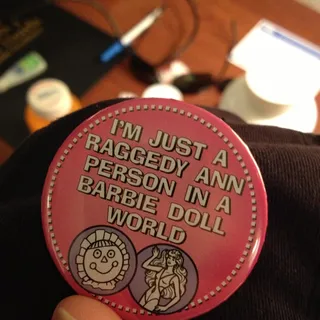 I'M JUST A
RAGGEDY ANN
PERSON IN A
BARBIE DOLL
WORLD